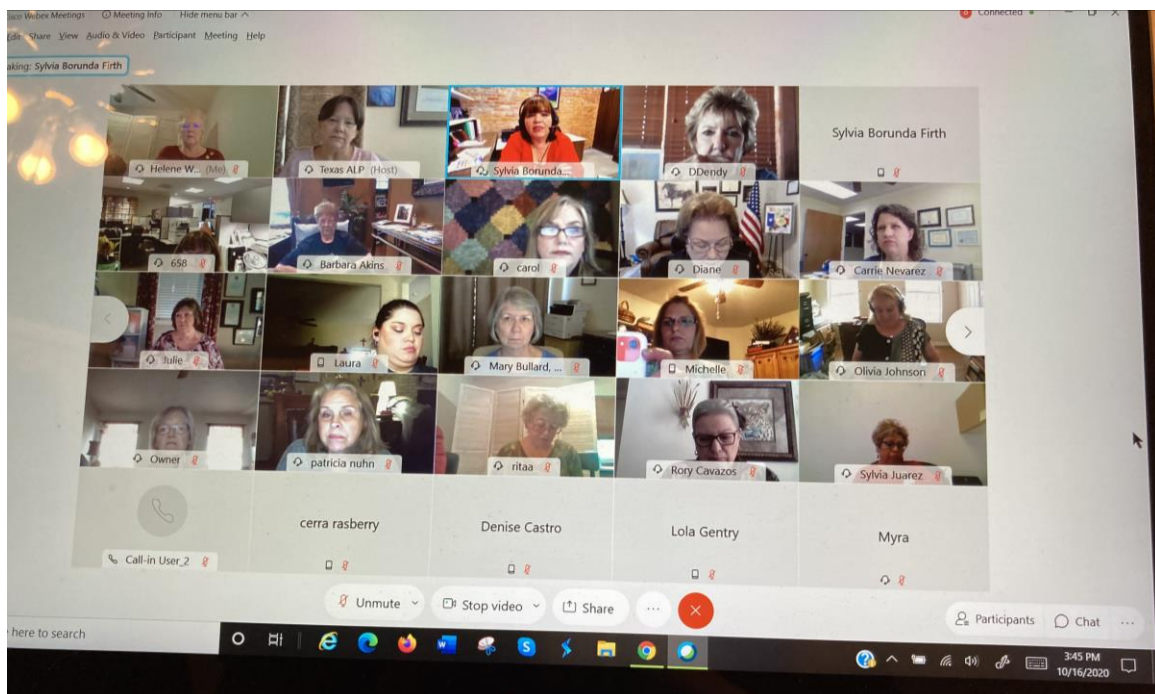 Cisco Webex Meetings Meeting Info Hide menu bar Connected
Edit Share View Audio & Video Participant Meeting Help
aking: Sylvia Borunda Firth
Helene W... (Me)
Texas ALP (Host)
Sylvia Borunda...
DDendy
Sylvia Borunda Firth
658
Barbara Akins
carol
Diane
Carrie Nevarez
Julie
Laura
Mary Bullard, ...
Michelle
Olivia Johnson
Owner
patricia nuhn
ritaa
Rory Cavazos
Sylvia Juarez
Call-in User_2
cerra rasberry
Denise Castro
Lola Gentry
Myra
Unmute
Stop video
Share
...
Participants
Chat
...
here to search
3:45 PM
10/16/2020